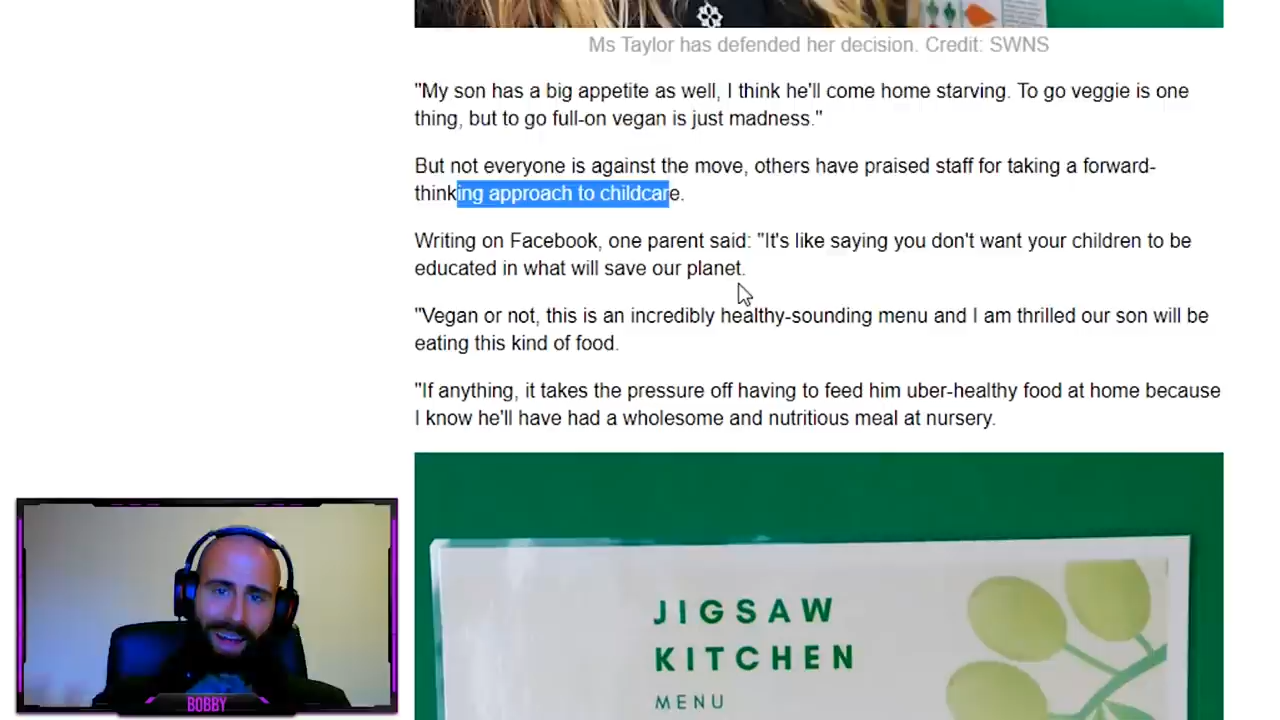 Ms Taylor has defended her decision. Credit: SWNS
"My son has a big appetite as well, I think he'll come home starving. To go veggie is one
thing, but to go full-on vegan is just madness."
But not everyone is against the move, others have praised staff for taking a forward-
thinking approach to childcare.
Writing on Facebook, one parent said: "It's like saying you don't want your children to be
educated in what will save our planet.
"Vegan or not, this is an incredibly healthy-sounding menu and I am thrilled our son will be
eating this kind of food.
"If anything, it takes the pressure off having to feed him uber-healthy food at home because
I know he'll have had a wholesome and nutritious meal at nursery.
JIGSAW
KITCHEN
MENU
BOBBY